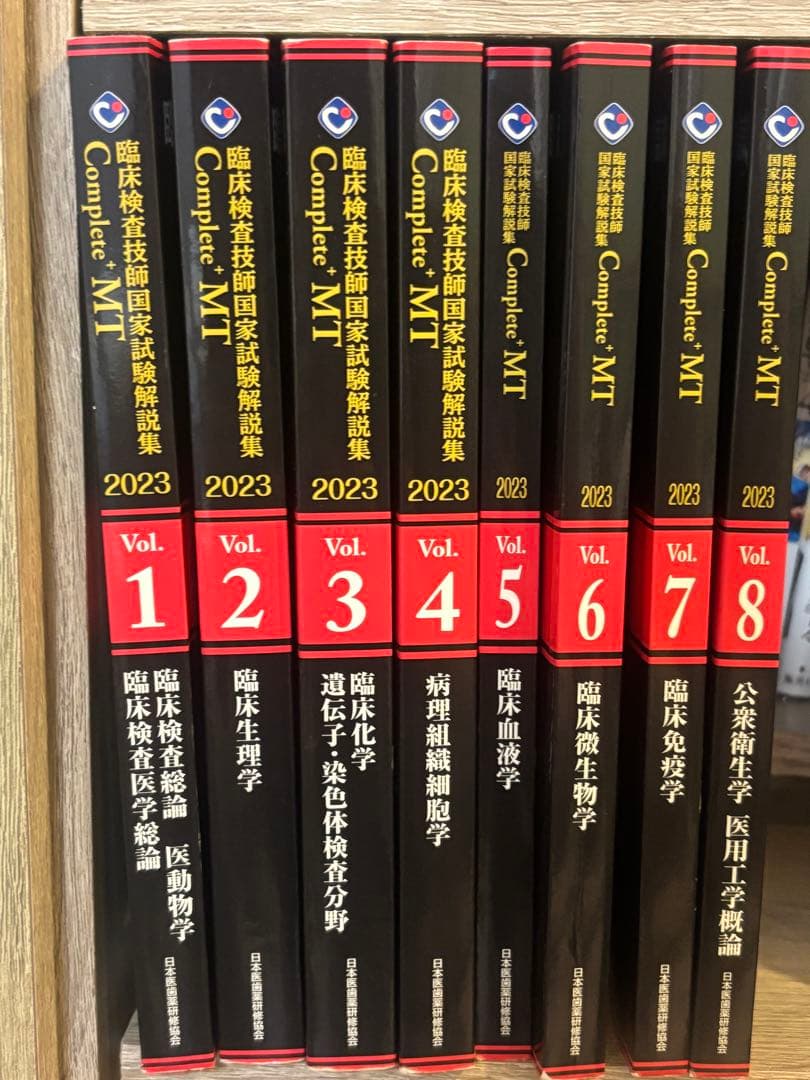 臨床検査技師国家試験解説集
Complete+MT
2023
Vol.
1
臨床検査総論 医動物学
臨床検査医学総論
日本医歯薬研修協会
臨床検査技師国家試験解説集
Complete+MT
2023
Vol.
2
臨床生理学
日本医歯薬研修協会
臨床検査技師国家試験解説集
Complete+MT
2023
Vol.
3
臨床化学
遺伝子・染色体検査分野
日本医歯薬研修協会
臨床検査技師国家試験解説集
Complete+MT
2023
Vol.
4
病理組織細胞学
日本医歯薬研修協会
臨床検査技師
国家試験解説集
Complete+MT
2023
Vol.
5
臨床血液学
日本医歯薬研修協会
臨床検査技師
国家試験解説集
Complete+MT
2023
Vol.
6
臨床微生物学
日本医歯薬研修協会
臨床検査技師
国家試験解説集
Complete+MT
2023
Vol.
7
臨床免疫学
日本医歯薬研修協会
臨床検査技師
国家試験解説集
Complete+MT
2023
Vol.
8
公衆衛生学 医用工学概論
日本医歯薬研修協会